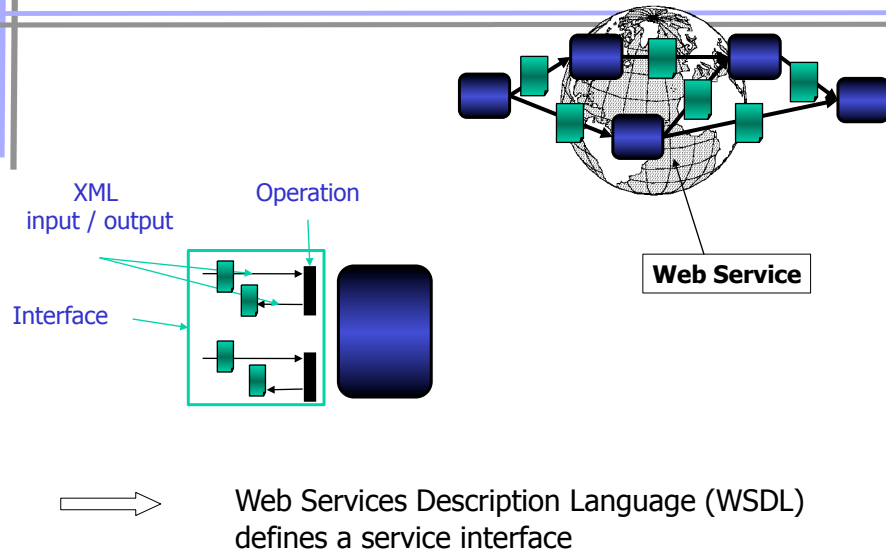 XML
input / output
Operation
Interface
Web Service
Web Services Description Language (WSDL)
defines a service interface